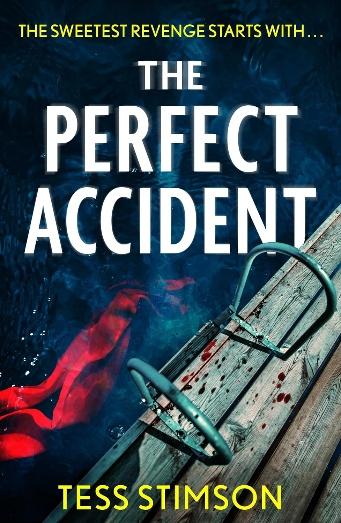 THE SWEETEST REVENGE STARTS WITH...
THE
PERFECT
ACCIDENT
TESS STIMSON